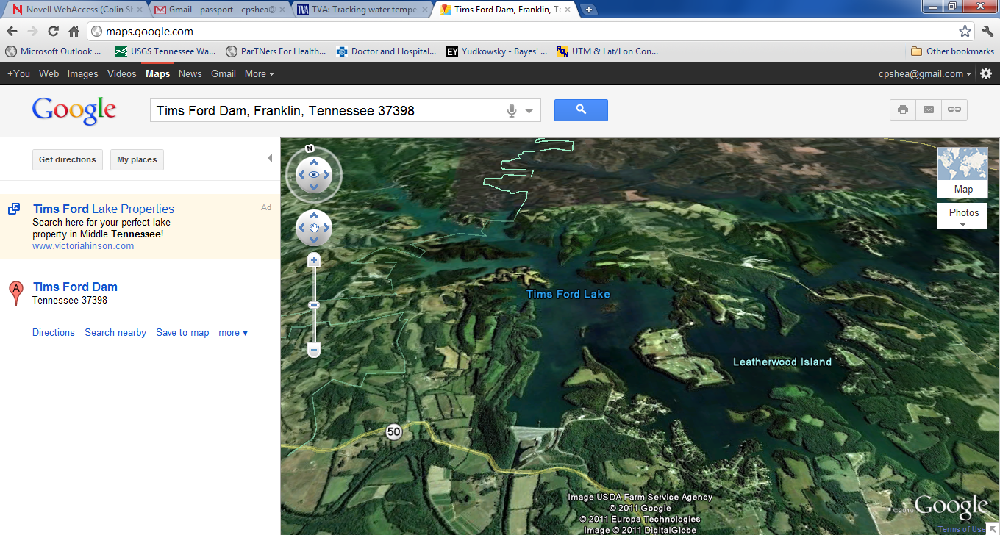 Novell WebAccess (Colin Sh
Gmail - passport - cpshea@
TVA TVA: Tracking water tempe
Tims Ford Dam, Franklin, Te
maps.google.com
Microsoft Outlook ...
USGS Tennessee Wa...
ParTNers For Health...
Doctor and Hospital...
EY Yudkowsky - Bayes' ...
RCN UTM & Lat/Lon Con...
Other bookmarks
+You Web Images Videos Maps News Gmail More
cpshea@gmail.com
Google
Tims Ford Dam, Franklin, Tennessee 37398
Get directions
My places
Tims Ford Lake Properties
Ad
Search here for your perfect lake
property in Middle Tennessee!
www.victoriahinson.com
A
Tims Ford Dam
Tennessee 37398
Directions Search nearby Save to map more ▼
N
Map
Photos
Tims Ford Lake
Leatherwood Island
50
Image USDA Farm Service Agency
© 2011 Google
© 2011 Europa Technologies
Image © 2011 DigitalGlobe
©2010 Google
Terms of Use